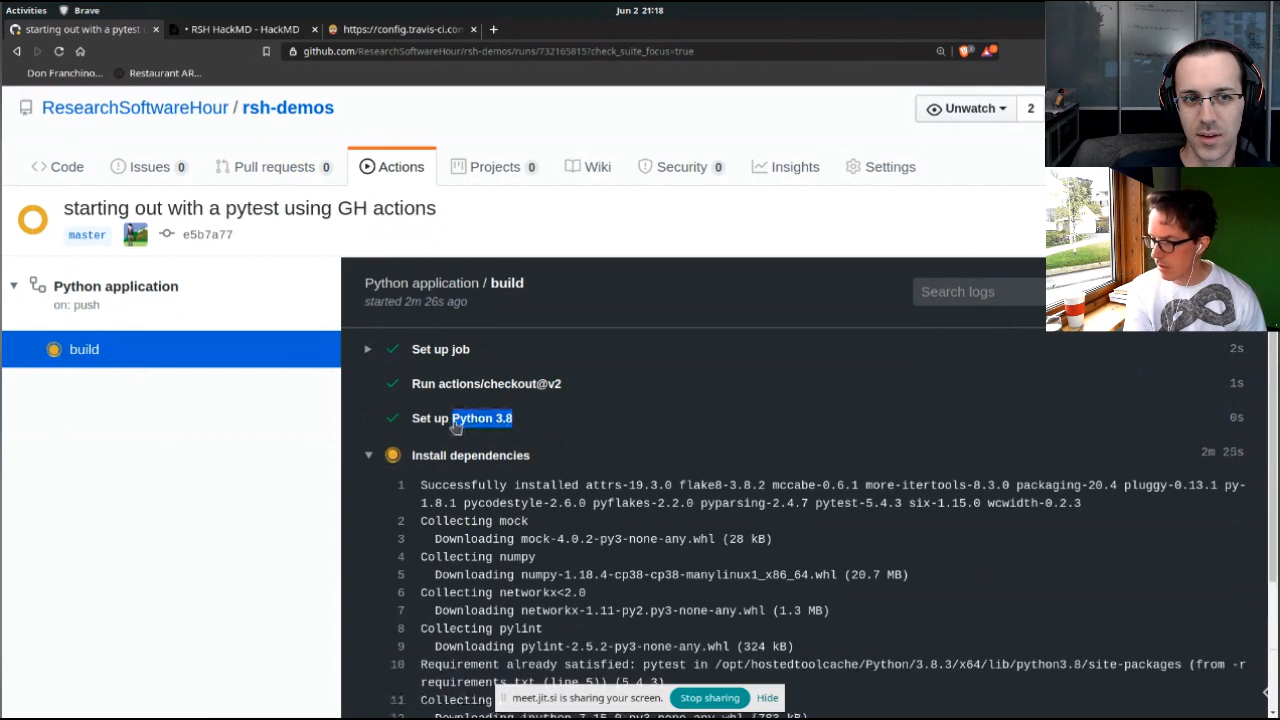 Activities Brave Jun 2 21:18
starting out with a pytest × • RSH HackMD - HackMD × https://config.travis-ci.com × +
github.com/ResearchSoftwareHour/rsh-demos/runs/732165815?check_suite_focus=true
Don Franchino... Restaurant AR...
ResearchSoftwareHour / rsh-demos Unwatch 2
Code Issues 0 Pull requests 0 Actions Projects 0 Wiki Security 0 Insights Settings
starting out with a pytest using GH actions
master e5b7a77
Python application
on: push
build
Python application / build
started 2m 26s ago
Search logs
Set up job 2s
Run actions/checkout@v2 1s
Set up Python 3.8 0s
Install dependencies 2m 25s
1 Successfully installed attrs-19.3.0 flake8-3.8.2 mccabe-0.6.1 more-itertools-8.3.0 packaging-20.4 pluggy-0.13.1 py-
1.8.1 pycodestyle-2.6.0 pyflakes-2.2.0 pyparsing-2.4.7 pytest-5.4.3 six-1.15.0 wcwidth-0.2.3
2 Collecting mock
3 Downloading mock-4.0.2-py3-none-any.whl (28 kB)
4 Collecting numpy
5 Downloading numpy-1.18.4-cp38-cp38-manylinux1_x86_64.whl (20.7 MB)
6 Collecting networkx<2.0
7 Downloading networkx-1.11-py2.py3-none-any.whl (1.3 MB)
8 Collecting pylint
9 Downloading pylint-2.5.2-py3-none-any.whl (324 kB)
10 Requirement already satisfied: pytest in /opt/hostedtoolcache/Python/3.8.3/x64/lib/python3.8/site-packages (from -r
requirements.txt (line 5)) (5.4.3)
11 Collecting
meet.jit.si is sharing your screen. Stop sharing Hide